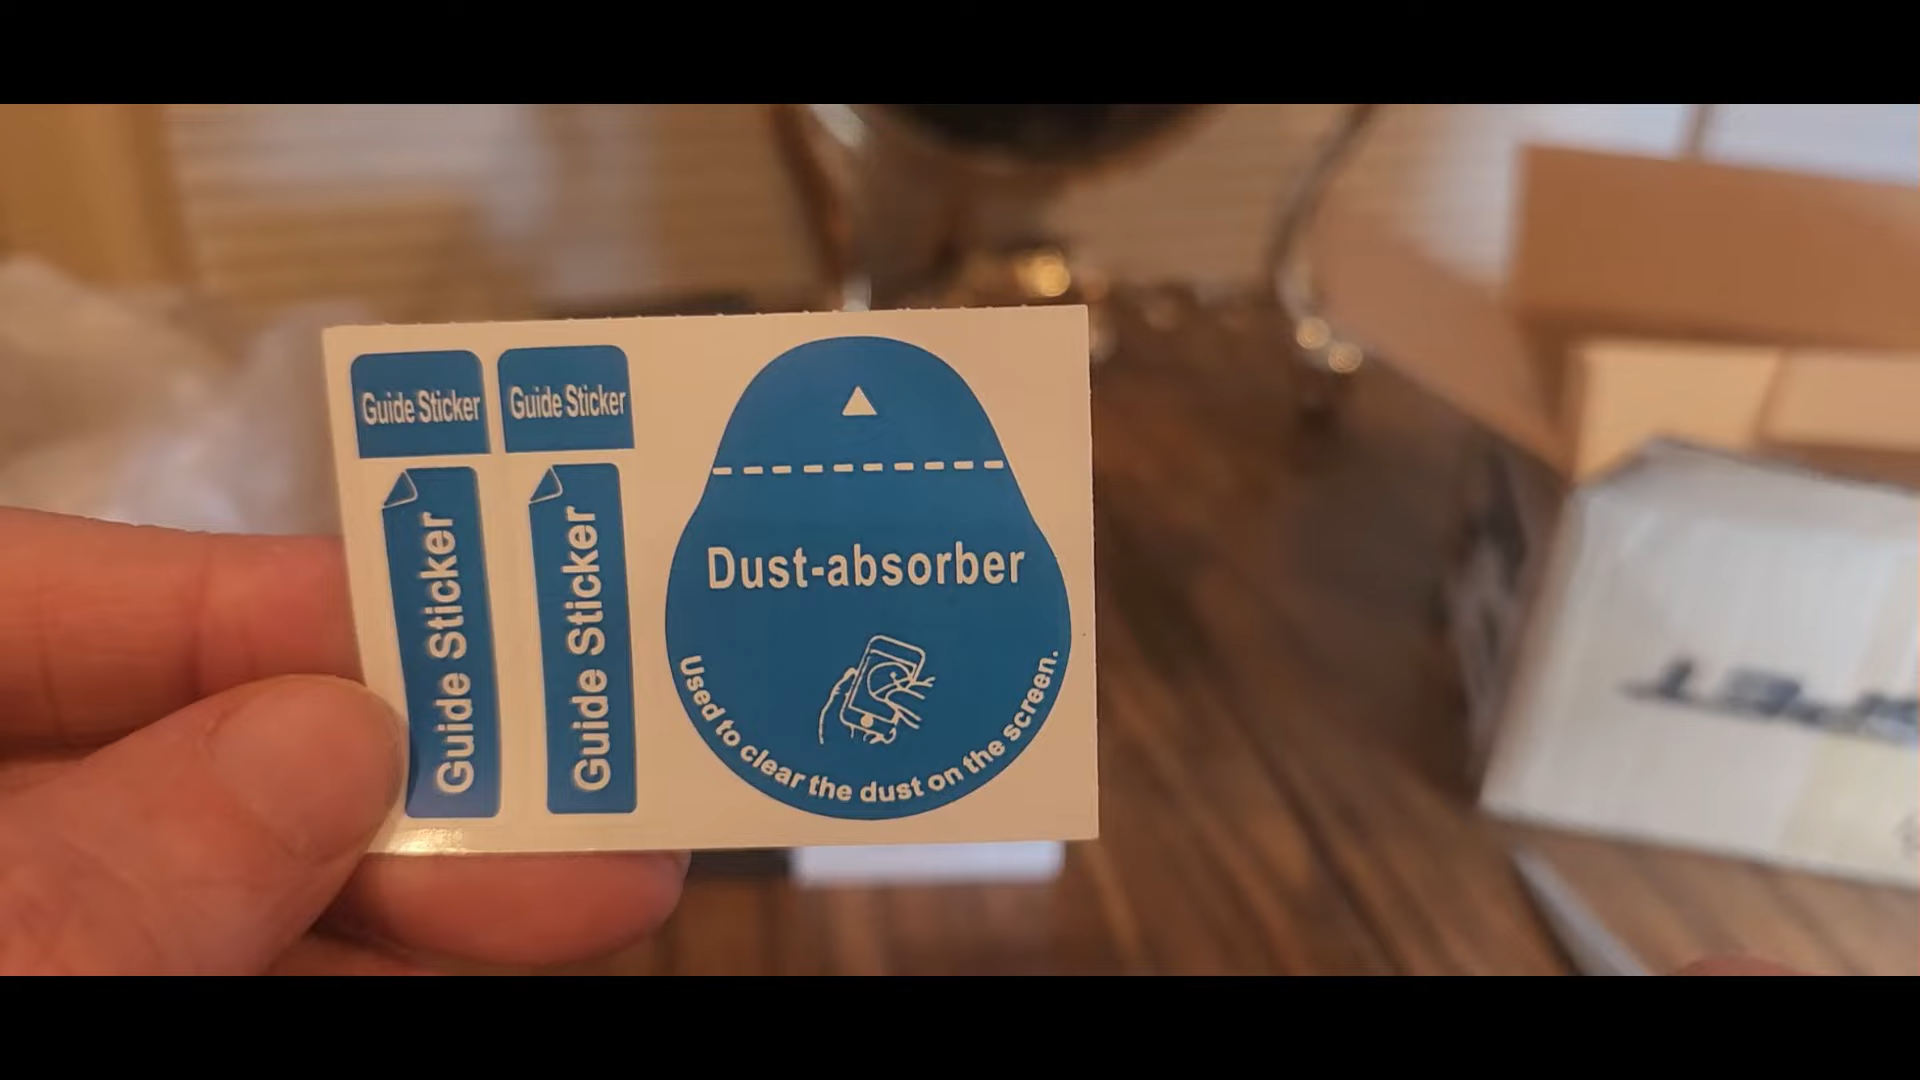 Guide Sticker
Guide Sticker
Guide Sticker
Guide Sticker
Dust-absorber
Used to clear the dust on the screen.